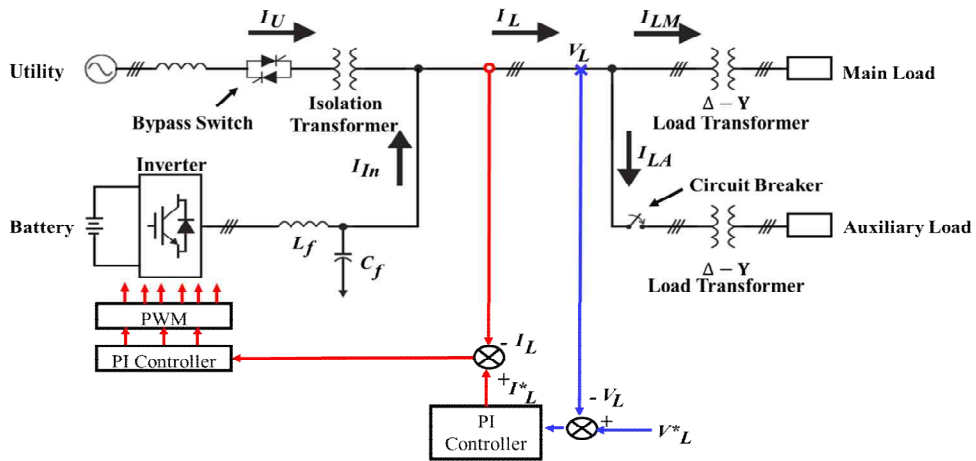 I_U
I_L
I_LM
V_L
Utility
Main Load
Bypass Switch
Isolation
Transformer
Δ – Y
Load Transformer
I_In
I_LA
Inverter
Circuit Breaker
Battery
L_f
C_f
Auxiliary Load
Δ – Y
Load Transformer
PWM
PI Controller
- I_L
+ I*_L
- V_L
+
PI
Controller
V*_L